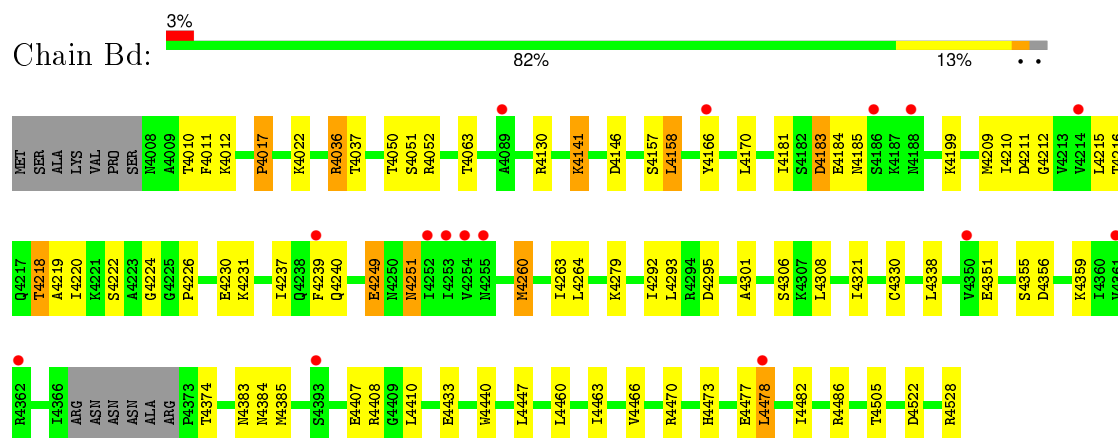 3%
Chain Bd:
82% 13% • •
MET SER ALA LYS VAL PRO SER N4008 A4009 T4010 F4011 K4012 P4017 K4022 R4036 T4037 T4050 S4051 R4052 T4063 A4089 R4130 K4141 D4146 S4157 L4158 Y4166 L4170 I4181 S4182 D4183 E4184 N4185 S4186 K4187 N4188 K4199 M4209 I4210 D4211 G4212 V4213 V4214 L4215 T4216
Q4217 T4218 A4219 I4220 K4221 S4222 A4223 G4224 G4225 P4226 E4230 K4231 I4237 Q4238 F4239 Q4240 E4249 N4250 N4251 I4252 I4253 V4254 N4255 M4260 I4263 L4264 K4279 I4292 L4293 R4294 D4295 A4301 S4306 K4307 L4308 I4321 C4330 L4338 V4350 E4351 S4355 D4356 K4359 I4360 V4361
R4362 I4366 ARG ASN ASN ASN ALA ARG P4373 T4374 N4383 N4384 M4385 S4393 E4407 R4408 G4409 L4410 E4433 W4440 L4447 L4460 I4463 V4466 R4470 H4473 E4477 L4478 I4482 R4486 T4505 D4522 R4528